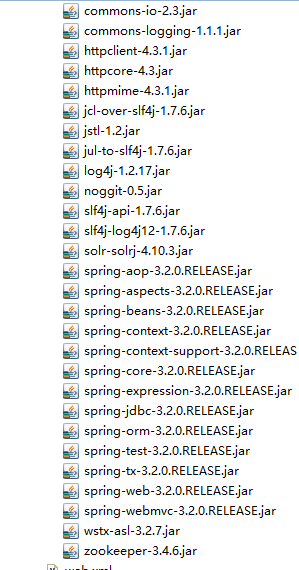 commons-io-2.3.jar
commons-logging-1.1.1.jar
httpclient-4.3.1.jar
httpcore-4.3.jar
httpmime-4.3.1.jar
jcl-over-slf4j-1.7.6.jar
jstl-1.2.jar
jul-to-slf4j-1.7.6.jar
log4j-1.2.17.jar
noggit-0.5.jar
slf4j-api-1.7.6.jar
slf4j-log4j12-1.7.6.jar
solr-solrj-4.10.3.jar
spring-aop-3.2.0.RELEASE.jar
spring-aspects-3.2.0.RELEASE.jar
spring-beans-3.2.0.RELEASE.jar
spring-context-3.2.0.RELEASE.jar
spring-context-support-3.2.0.RELEAS
spring-core-3.2.0.RELEASE.jar
spring-expression-3.2.0.RELEASE.jar
spring-jdbc-3.2.0.RELEASE.jar
spring-orm-3.2.0.RELEASE.jar
spring-test-3.2.0.RELEASE.jar
spring-tx-3.2.0.RELEASE.jar
spring-web-3.2.0.RELEASE.jar
spring-webmvc-3.2.0.RELEASE.jar
wstx-asl-3.2.7.jar
zookeeper-3.4.6.jar